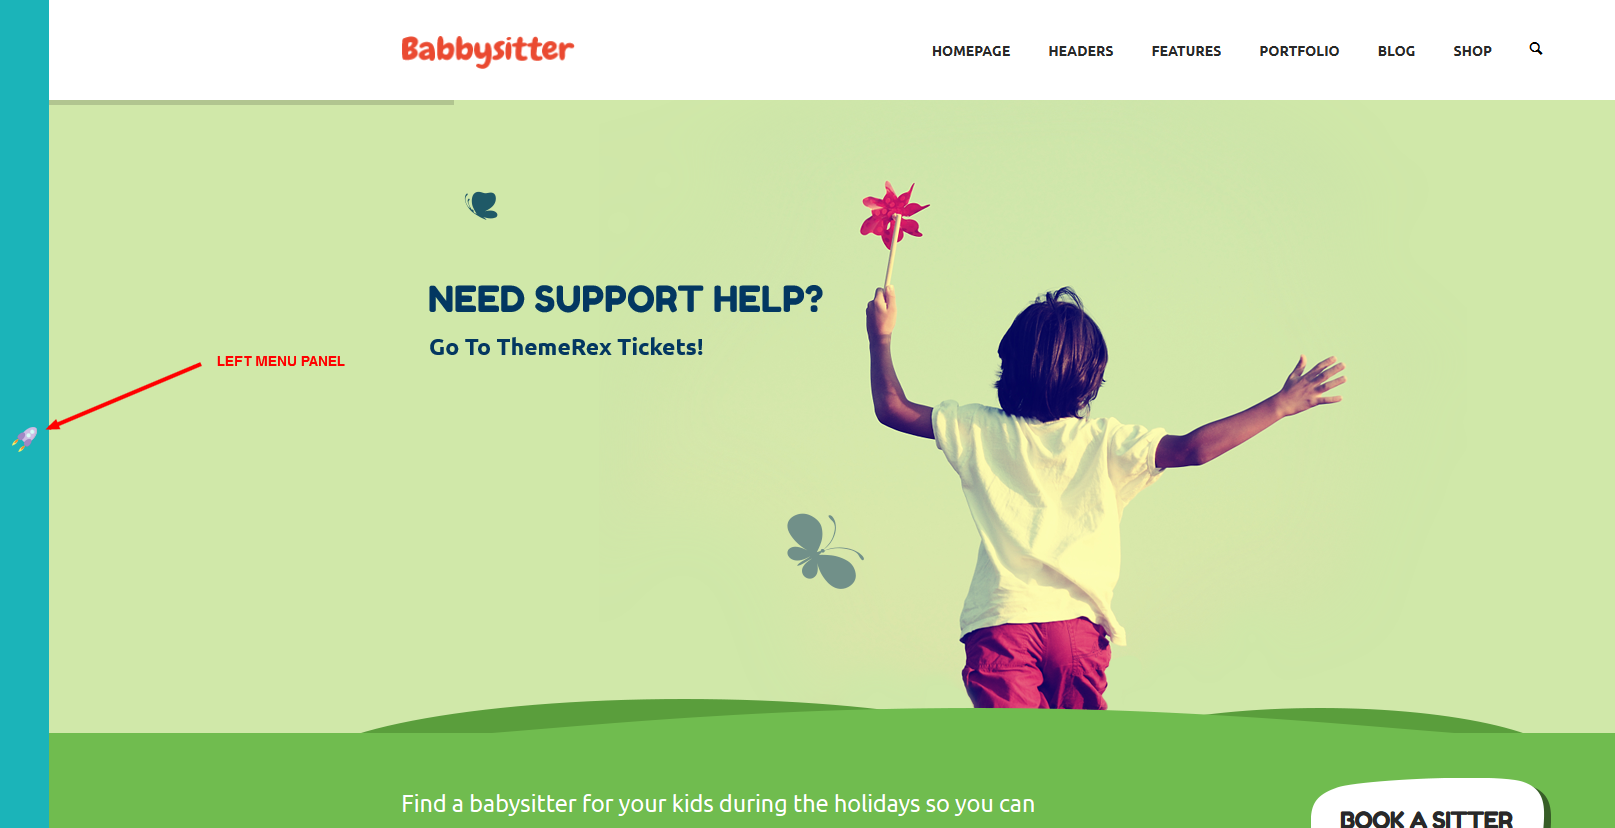 Babbysitter
HOMEPAGE HEADERS FEATURES PORTFOLIO BLOG SHOP
NEED SUPPORT HELP?
Go To ThemeRex Tickets!
LEFT MENU PANEL
Find a babysitter for your kids during the holidays so you can
BOOK A SITTER